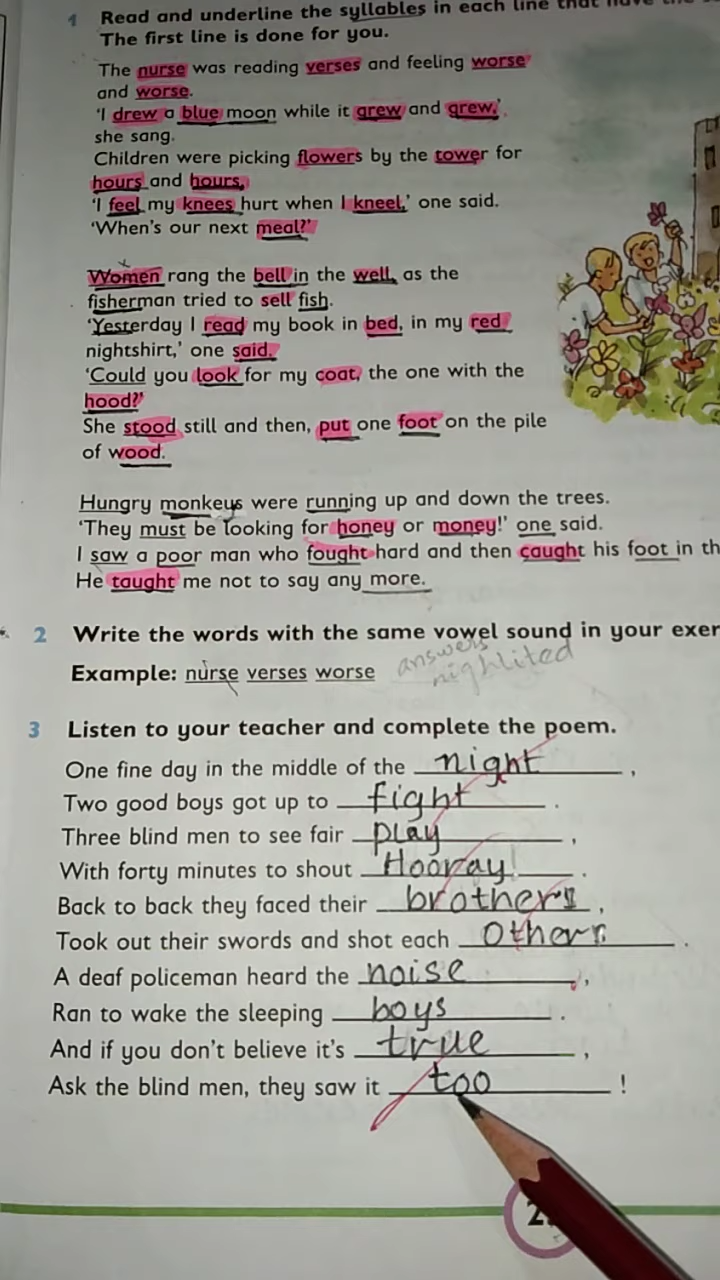 1 Read and underline the syllables in each line that have the
The first line is done for you.
The nurse was reading verses and feeling worse
and worse.
'I drew a blue moon while it grew and grew,'
she sang.
Children were picking flowers by the tower for
hours and hours.
'I feel my knees hurt when I kneel,' one said.
'When's our next meal?'
Women rang the bell in the well, as the
fisherman tried to sell fish.
'Yesterday I read my book in bed, in my red
nightshirt,' one said.
'Could you look for my coat, the one with the
hood?'
She stood still and then, put one foot on the pile
of wood.
Hungry monkeys were running up and down the trees.
'They must be looking for honey or money!' one said.
I saw a poor man who fought hard and then caught his foot in th
He taught me not to say any more.
2 Write the words with the same vowel sound in your exer
Example: nurse verses worse answers highlited
3 Listen to your teacher and complete the poem.
One fine day in the middle of the night,
Two good boys got up to fight.
Three blind men to see fair play,
With forty minutes to shout Hooray!.
Back to back they faced their brothers,
Took out their swords and shot each other.
A deaf policeman heard the noise,
Ran to wake the sleeping boys.
And if you don't believe it's true,
Ask the blind men, they saw it too!